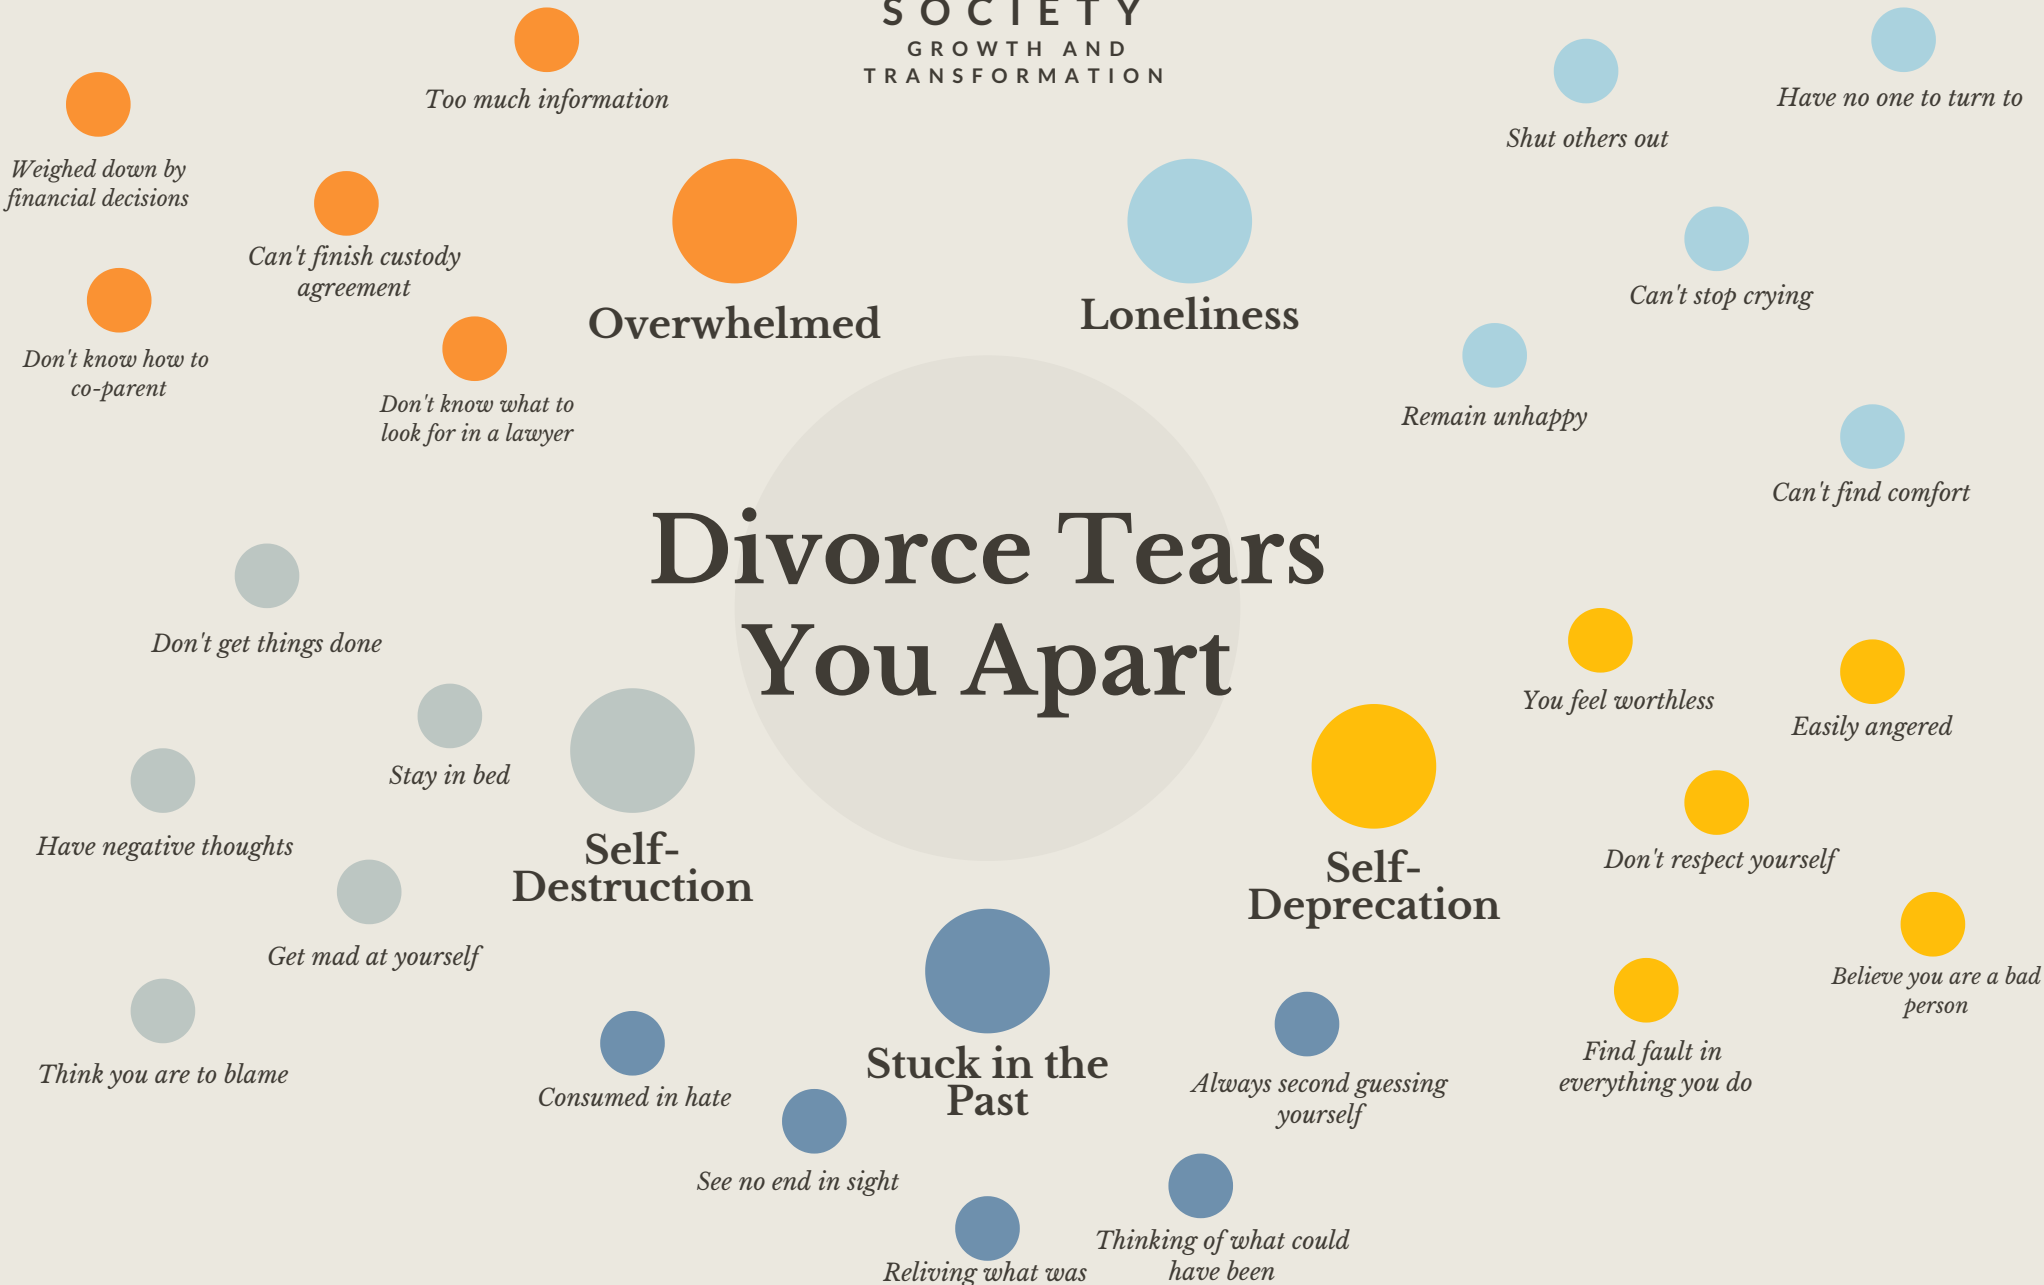 SOCIETY
GROWTH AND
TRANSFORMATION
Too much information
Weighed down by
financial decisions
Can't finish custody
agreement
Don't know how to
co-parent
Don't know what to
look for in a lawyer
Overwhelmed
Loneliness
Shut others out
Have no one to turn to
Can't stop crying
Remain unhappy
Can't find comfort
Divorce Tears
You Apart
Don't get things done
Stay in bed
Have negative thoughts
Get mad at yourself
Think you are to blame
Self-
Destruction
You feel worthless
Easily angered
Don't respect yourself
Believe you are a bad
person
Find fault in
everything you do
Self-
Deprecation
Stuck in the
Past
Consumed in hate
See no end in sight
Reliving what was
Thinking of what could
have been
Always second guessing
yourself